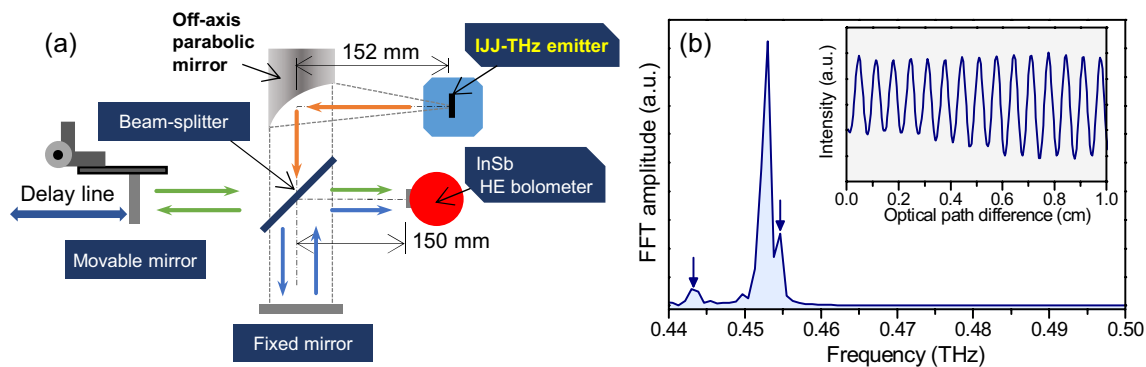 (a)
Off-axis
parabolic
mirror
152 mm
IJJ-THz emitter
Beam-splitter
InSb
HE bolometer
Delay line
150 mm
Movable mirror
Fixed mirror
(b)
FFT amplitude (a.u.)
Intensity (a.u.)
0.0 0.2 0.4 0.6 0.8 1.0
Optical path difference (cm)
0.44 0.45 0.46 0.47 0.48 0.49 0.50
Frequency (THz)